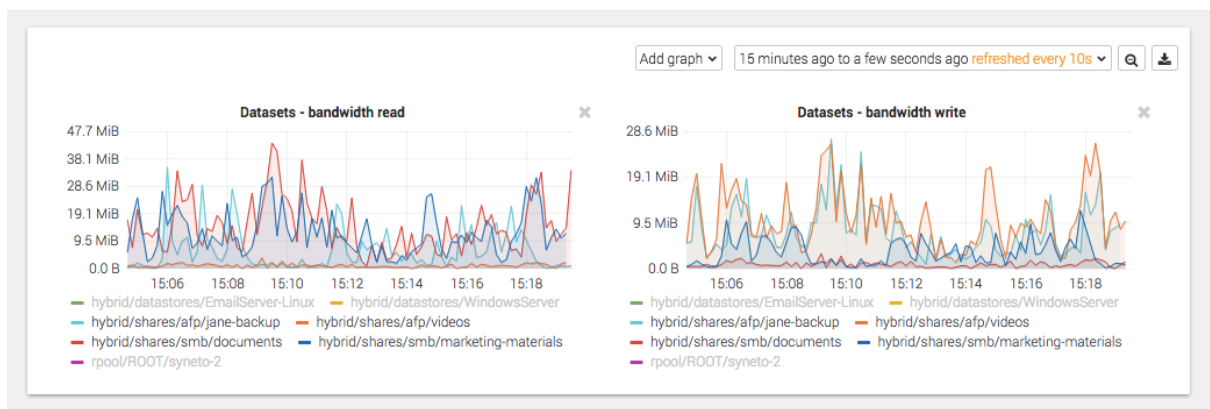 Add graph 15 minutes ago to a few seconds ago refreshed every 10s
Datasets - bandwidth read
47.7 MiB
38.1 MiB
28.6 MiB
19.1 MiB
9.5 MiB
0.0 B
15:06 15:08 15:10 15:12 15:14 15:16 15:18
hybrid/datastores/EmailServer-Linux hybrid/datastores/WindowsServer
hybrid/shares/afp/jane-backup hybrid/shares/afp/videos
hybrid/shares/smb/documents hybrid/shares/smb/marketing-materials
rpool/ROOT/syneto-2
Datasets - bandwidth write
28.6 MiB
19.1 MiB
9.5 MiB
0.0 B
15:06 15:08 15:10 15:12 15:14 15:16 15:18
hybrid/datastores/EmailServer-Linux hybrid/datastores/WindowsServer
hybrid/shares/afp/jane-backup hybrid/shares/afp/videos
hybrid/shares/smb/documents hybrid/shares/smb/marketing-materials
rpool/ROOT/syneto-2